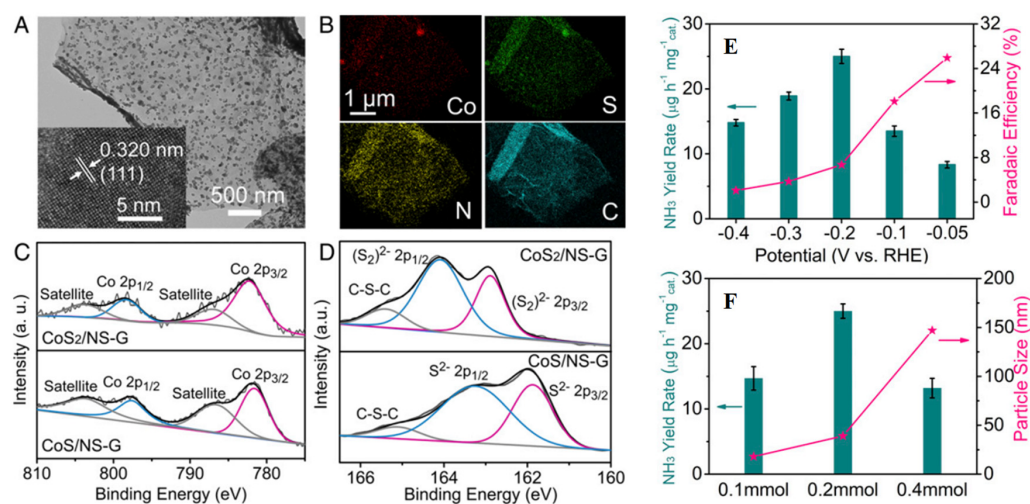 A
0.320 nm
(111)
5 nm
500 nm
B
1 μm
Co
S
N
C
C
Co 2p3/2
Co 2p1/2
Satellite
Satellite
CoS2/NS-G
Co 2p3/2
Satellite
Co 2p1/2
Satellite
CoS/NS-G
Intensity (a. u.)
810
800
790
780
Binding Energy (eV)
D
(S2)2- 2p1/2
CoS2/NS-G
C-S-C
(S2)2- 2p3/2
CoS/NS-G
S2- 2p1/2
S2- 2p3/2
C-S-C
Intensity (a.u.)
166
164
162
160
Binding Energy (eV)
E
NH3 Yield Rate (μg h-1 mg-1cat.)
30
20
10
0
Faradaic Efficiency (%)
32
24
16
8
0
-0.4
-0.3
-0.2
-0.1
-0.05
Potential (V vs. RHE)
F
NH3 Yield Rate (μg h-1 mg-1cat.)
30
20
10
0
Particle Size (nm)
200
150
100
50
0
0.1mmol
0.2mmol
0.4mmol